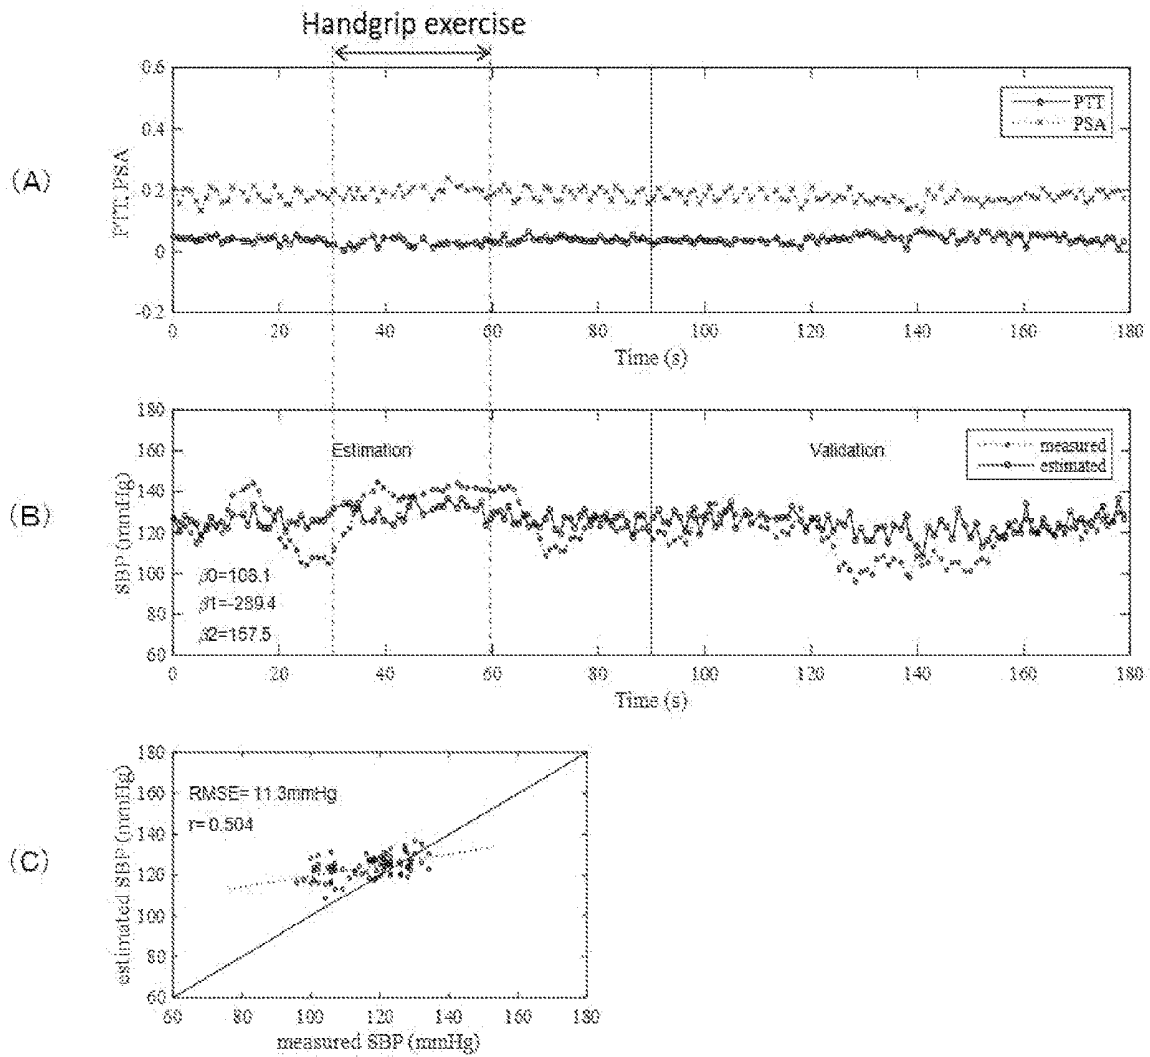 Handgrip exercise
(A)
PTT, PSA
0.6
0.4
0.2
0
-0.2
PTT
PSA
0 20 40 60 80 100 120 140 160 180
Time (s)
(B)
SBP (mmHg)
180
160
140
120
100
80
60
Estimation
Validation
measured
estimated
β0=108.1
β1=-289.4
β2=167.5
0 20 40 60 80 100 120 140 160 180
Time (s)
(C)
estimated SBP (mmHg)
180
160
140
120
100
80
60
RMSE= 11.3mmHg
r= 0.504
60 80 100 120 140 160 180
measured SBP (mmHg)